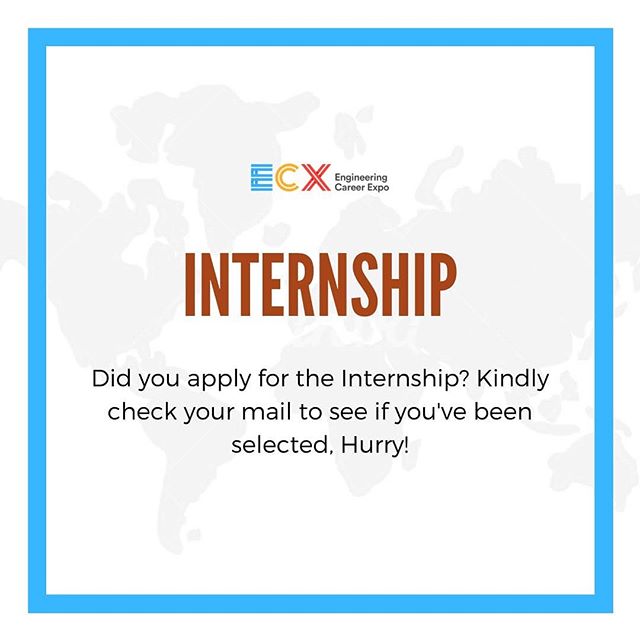 ECX Engineering
Career Expo
INTERNSHIP
Did you apply for the Internship? Kindly
check your mail to see if you've been
selected, Hurry!